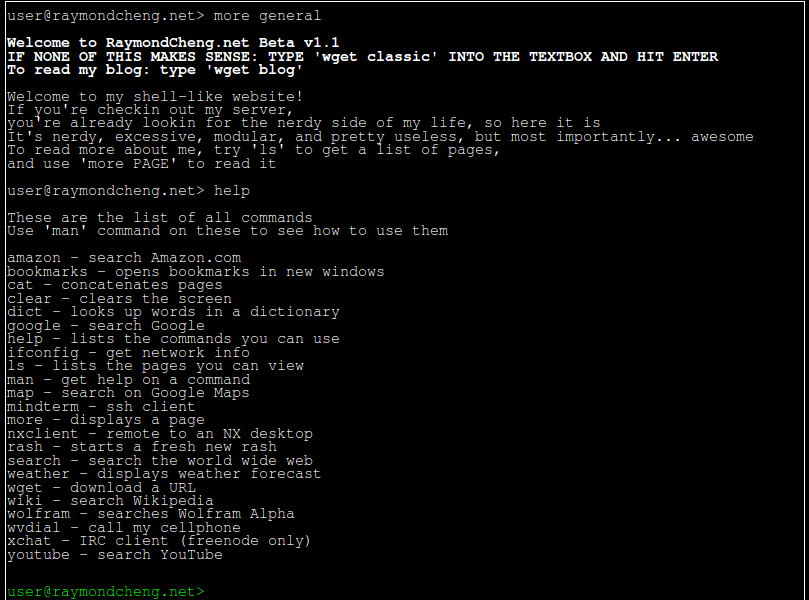 user@raymondcheng.net> more general
Welcome to RaymondCheng.net Beta v1.1
IF NONE OF THIS MAKES SENSE: TYPE 'wget classic' INTO THE TEXTBOX AND HIT ENTER
To read my blog: type 'wget blog'
Welcome to my shell-like website!
If you're checkin out my server,
you're already lookin for the nerdy side of my life, so here it is
It's nerdy, excessive, modular, and pretty useless, but most importantly... awesome
To read more about me, try 'ls' to get a list of pages,
and use 'more PAGE' to read it
user@raymondcheng.net> help
These are the list of all commands
Use 'man' command on these to see how to use them
amazon - search Amazon.com
bookmarks - opens bookmarks in new windows
cat - concatenates pages
clear - clears the screen
dict - looks up words in a dictionary
google - search Google
help - lists the commands you can use
ifconfig - get network info
ls - lists the pages you can view
man - get help on a command
map - search on Google Maps
mindterm - ssh client
more - displays a page
nxclient - remote to an NX desktop
rash - starts a fresh new rash
search - search the world wide web
weather - displays weather forecast
wget - download a URL
wiki - search Wikipedia
wolfram - searches Wolfram Alpha
wvdial - call my cellphone
xchat - IRC client (freenode only)
youtube - search YouTube
user@raymondcheng.net>